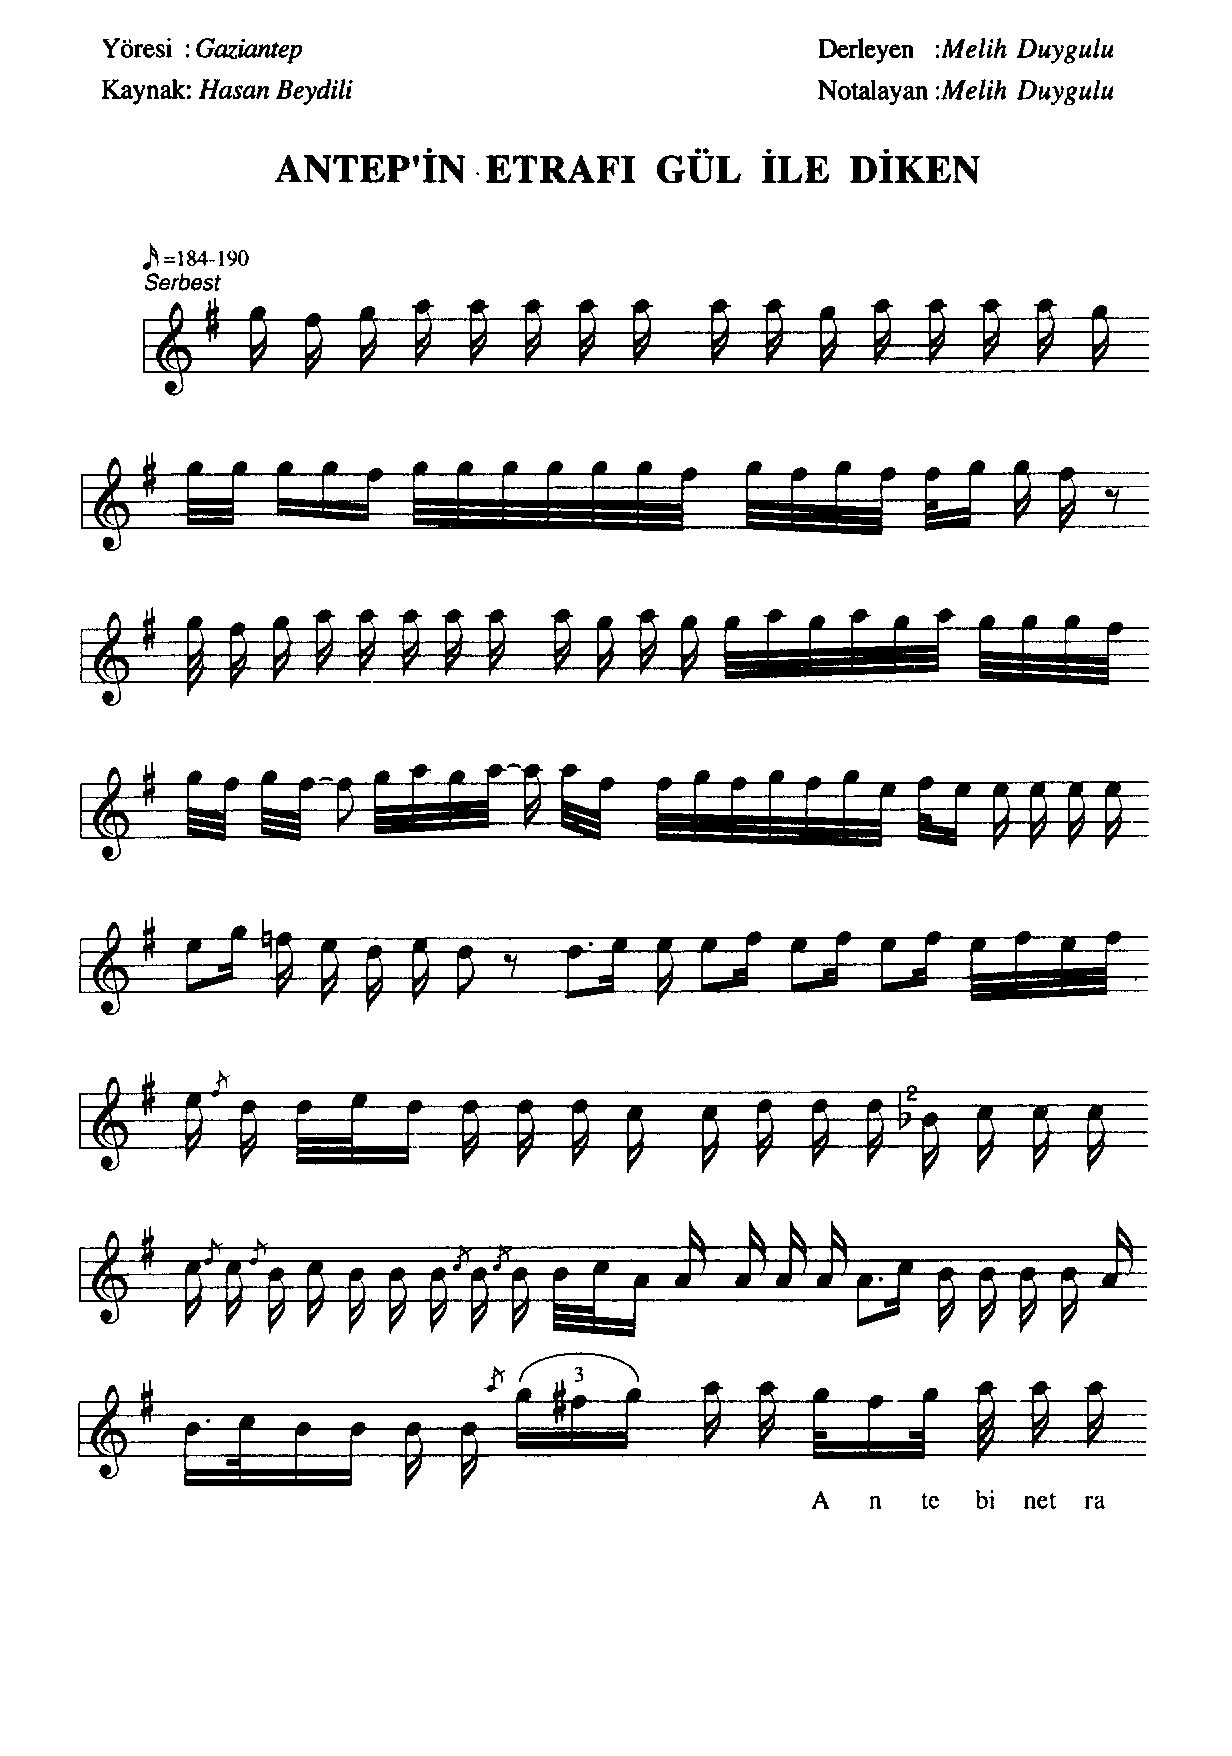 Yöresi : Gaziantep
Derleyen :Melih Duygulu
Kaynak: Hasan Beydili
Notalayan :Melih Duygulu
ANTEP'İN ETRAFI GÜL İLE DİKEN
=184-190
Serbest
2
3
A n te bi net ra